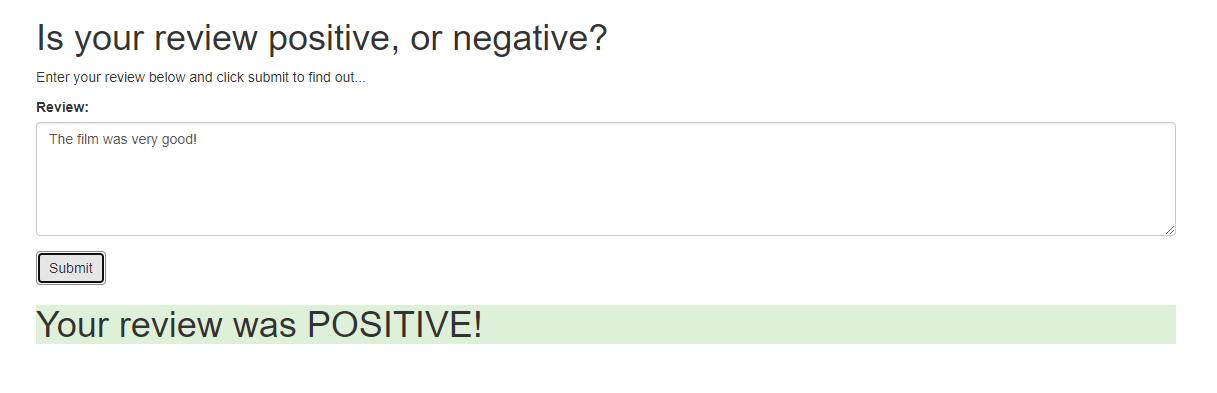 Is your review positive, or negative?
Enter your review below and click submit to find out...
Review:
The film was very good!
Submit
Your review was POSITIVE!